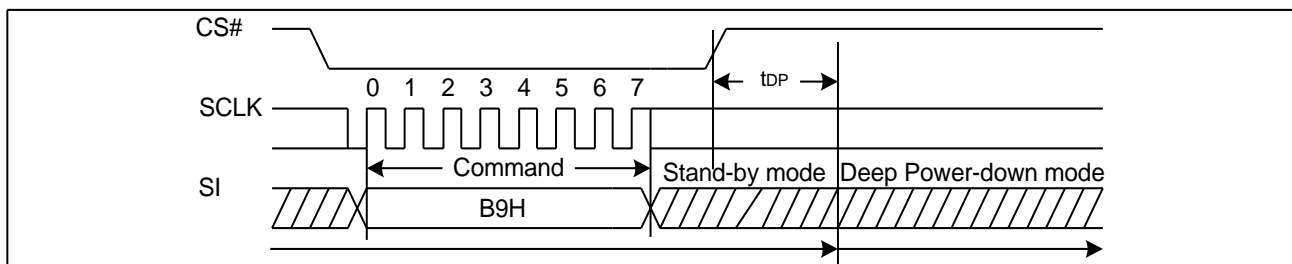 CS#
tDP
0 1 2 3 4 5 6 7
SCLK
Command
Stand-by mode Deep Power-down mode
SI
B9H